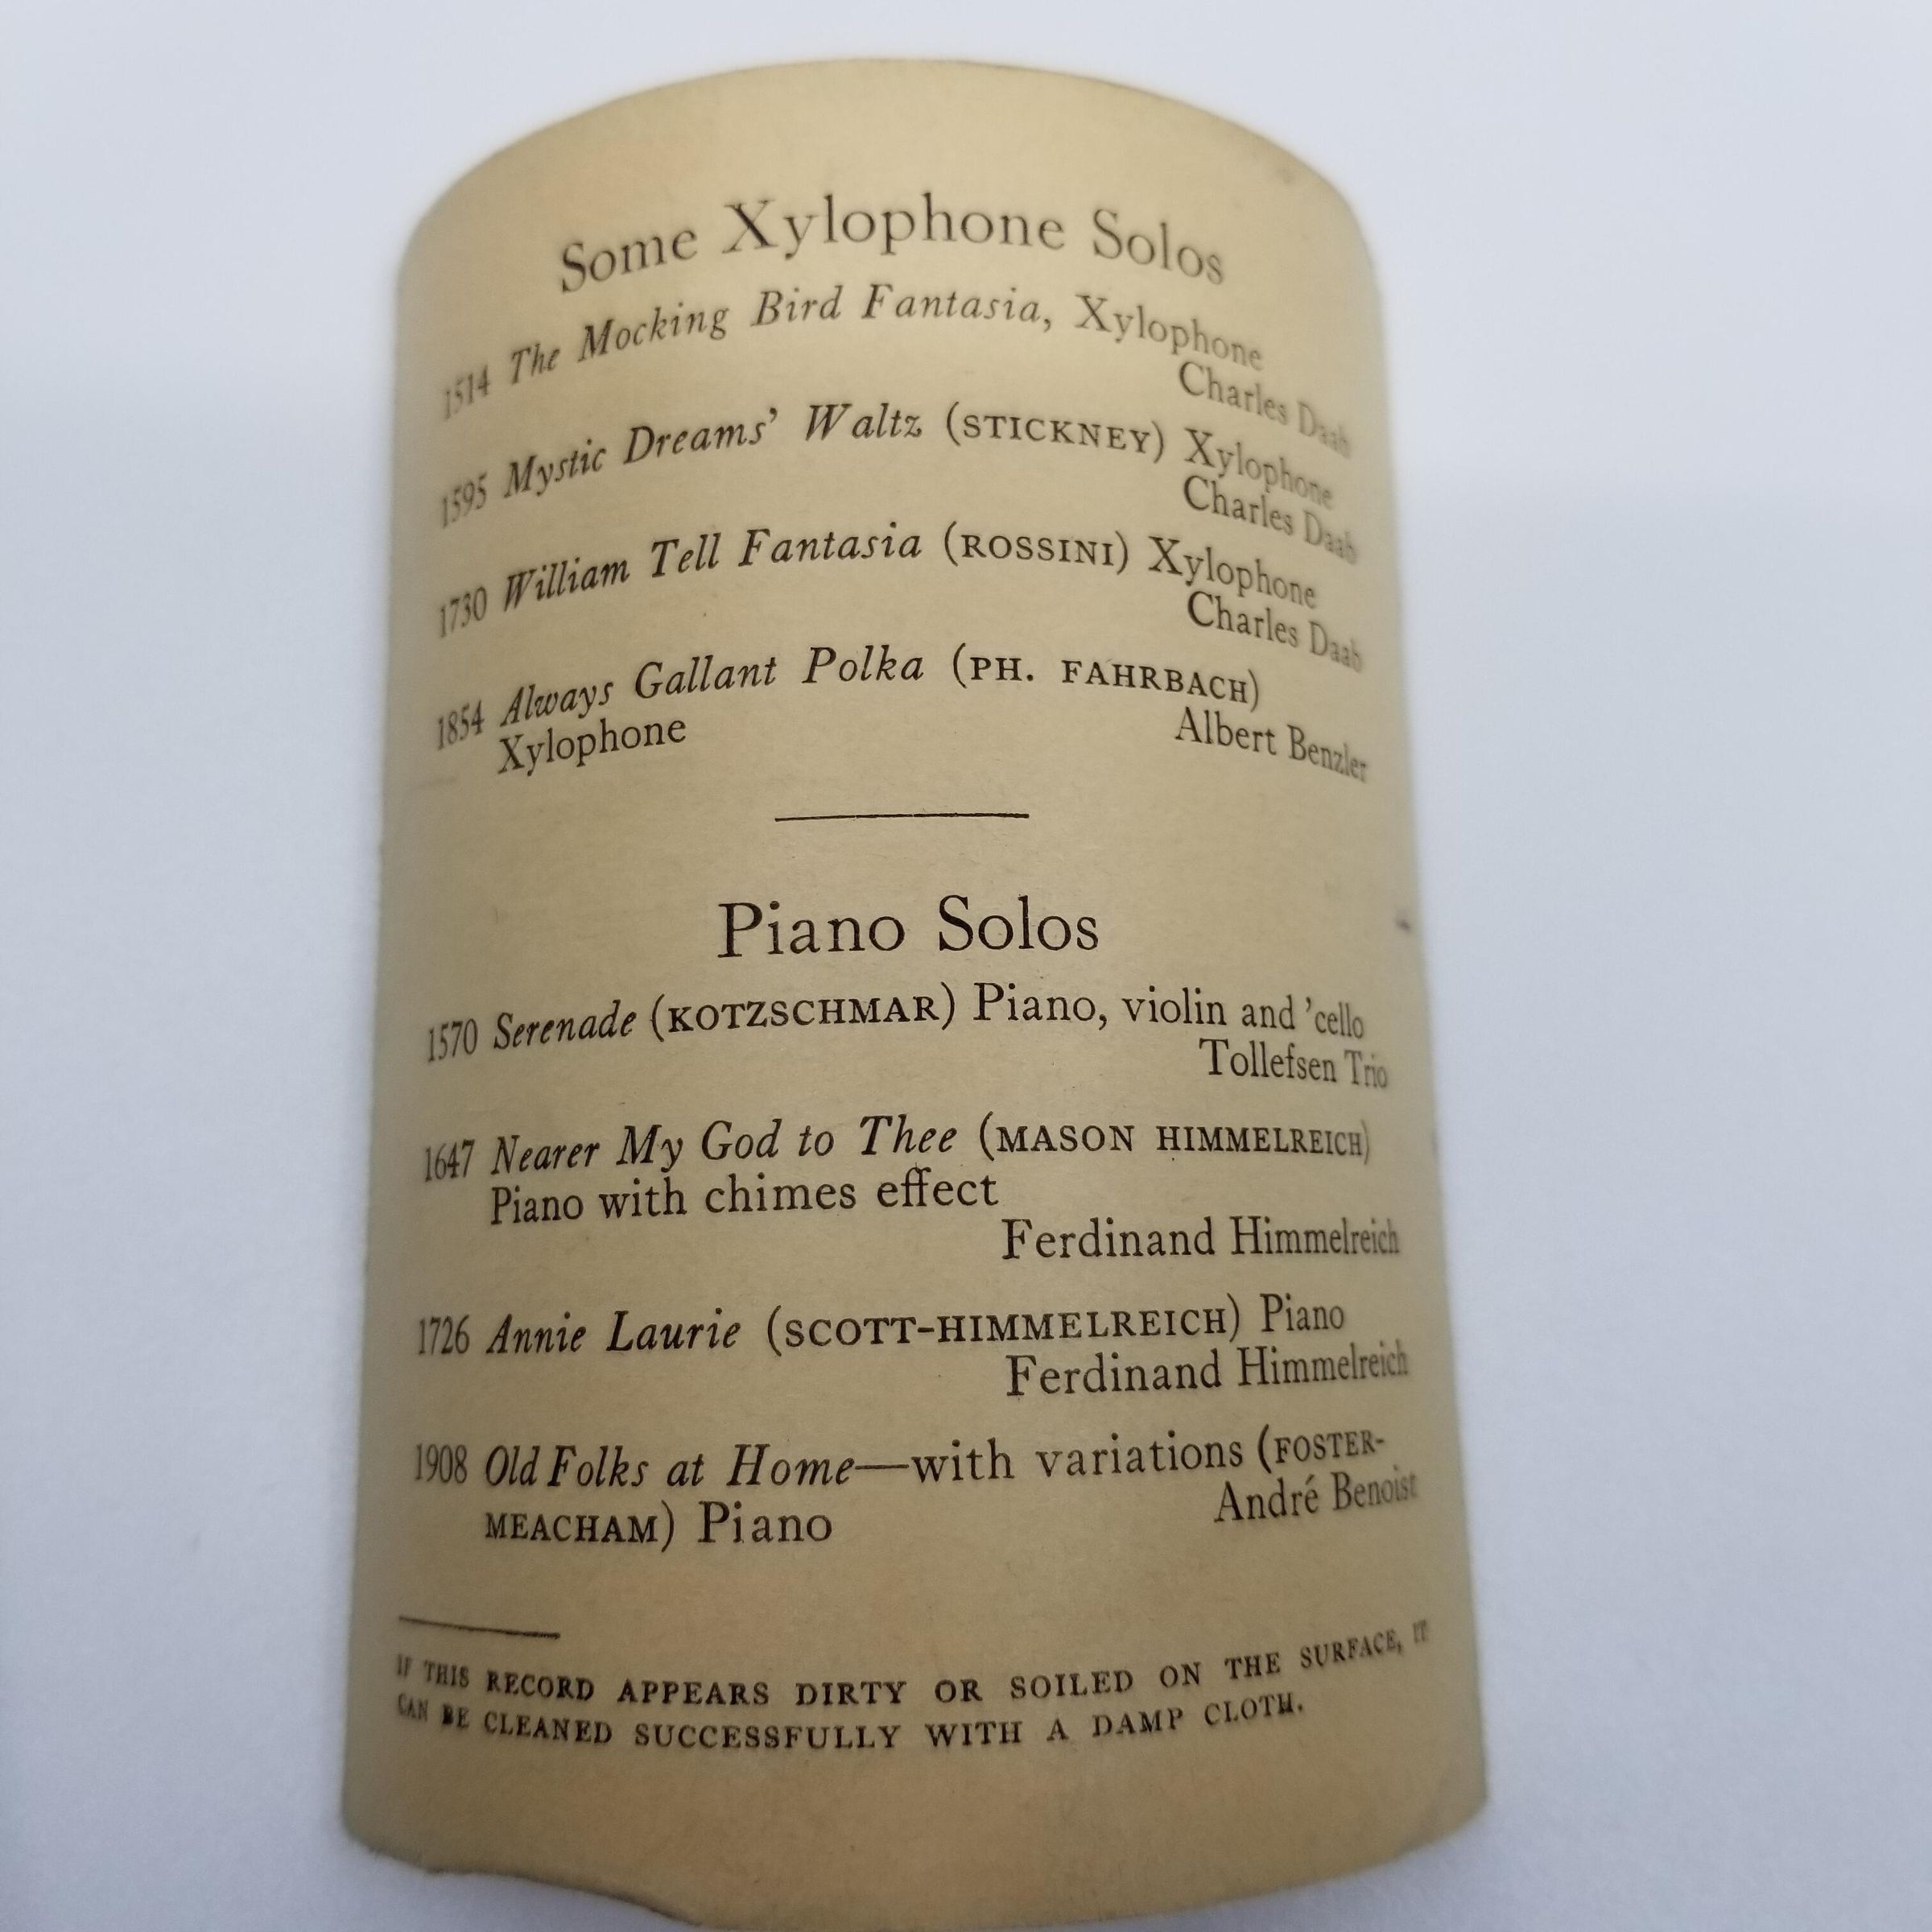 Some Xylophone Solos
1514 The Mocking Bird Fantasia, Xylophone
Charles Daab
1595 Mystic Dreams' Waltz (STICKNEY) Xylophone
Charles Daab
1730 William Tell Fantasia (ROSSINI) Xylophone
Charles Daab
1854 Always Gallant Polka (PH. FAHRBACH)
Xylophone Albert Benzler
Piano Solos
1570 Serenade (KOTZSCHMAR) Piano, violin and 'cello
Tollefsen Trio
1647 Nearer My God to Thee (MASON HIMMELREICH)
Piano with chimes effect
Ferdinand Himmelreich
1726 Annie Laurie (SCOTT-HIMMELREICH) Piano
Ferdinand Himmelreich
1908 Old Folks at Home—with variations (FOSTER-
MEACHAM) Piano André Benoist
IF THIS RECORD APPEARS DIRTY OR SOILED ON THE SURFACE, IT
CAN BE CLEANED SUCCESSFULLY WITH A DAMP CLOTH.